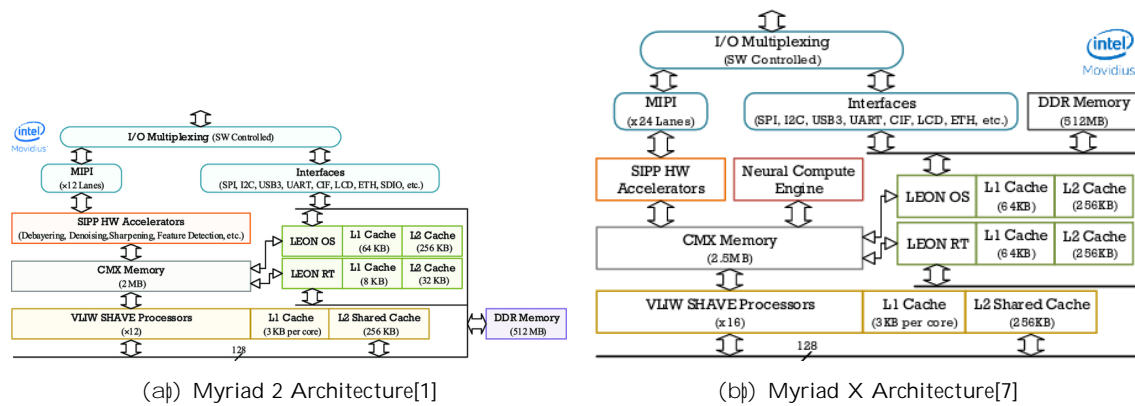 intel
Movidius
I/O Multiplexing (SW Controlled)
MIPI
(×12 Lanes)
Interfaces
(SPI, I2C, USB3, UART, CIF, LCD, ETH, SDIO, etc.)
SIPP HW Accelerators
(Debayering, Denoising, Sharpening, Feature Detection, etc.)
LEON OS
L1 Cache
(64 KB)
L2 Cache
(256 KB)
CMX Memory
(2 MB)
LEON RT
L1 Cache
(8 KB)
L2 Cache
(32 KB)
VLIW SHAVE Processors
(×12)
L1 Cache
(3 KB per core)
L2 Shared Cache
(256 KB)
DDR Memory
(512 MB)
128
(a) Myriad 2 Architecture[1]
I/O Multiplexing
(SW Controlled)
intel
Movidius
MIPI
(x24 Lanes)
Interfaces
(SPI, I2C, USB3, UART, CIF, LCD, ETH, etc.)
DDR Memory
(512MB)
SIPP HW
Accelerators
Neural Compute
Engine
LEON OS
L1 Cache
(64KB)
L2 Cache
(256KB)
CMX Memory
(2.5MB)
LEON RT
L1 Cache
(64KB)
L2 Cache
(256KB)
VLIW SHAVE Processors
(x16)
L1 Cache
(3KB per core)
L2 Shared Cache
(256KB)
128
(b) Myriad X Architecture[7]